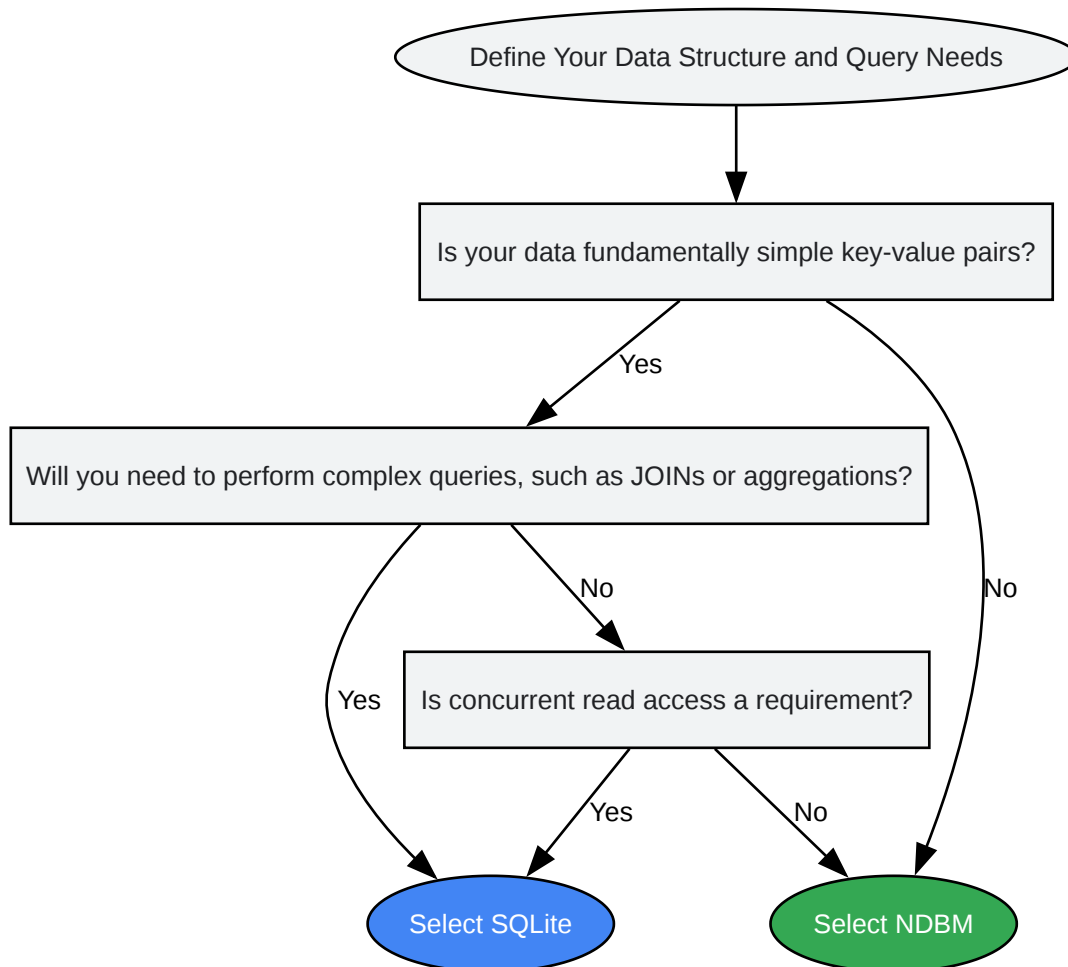 Define Your Data Structure and Query Needs
Is your data fundamentally simple key-value pairs?
Yes
Will you need to perform complex queries, such as JOINs or aggregations?
No
No
Yes
Is concurrent read access a requirement?
Yes
No
Select SQLite
Select NDBM